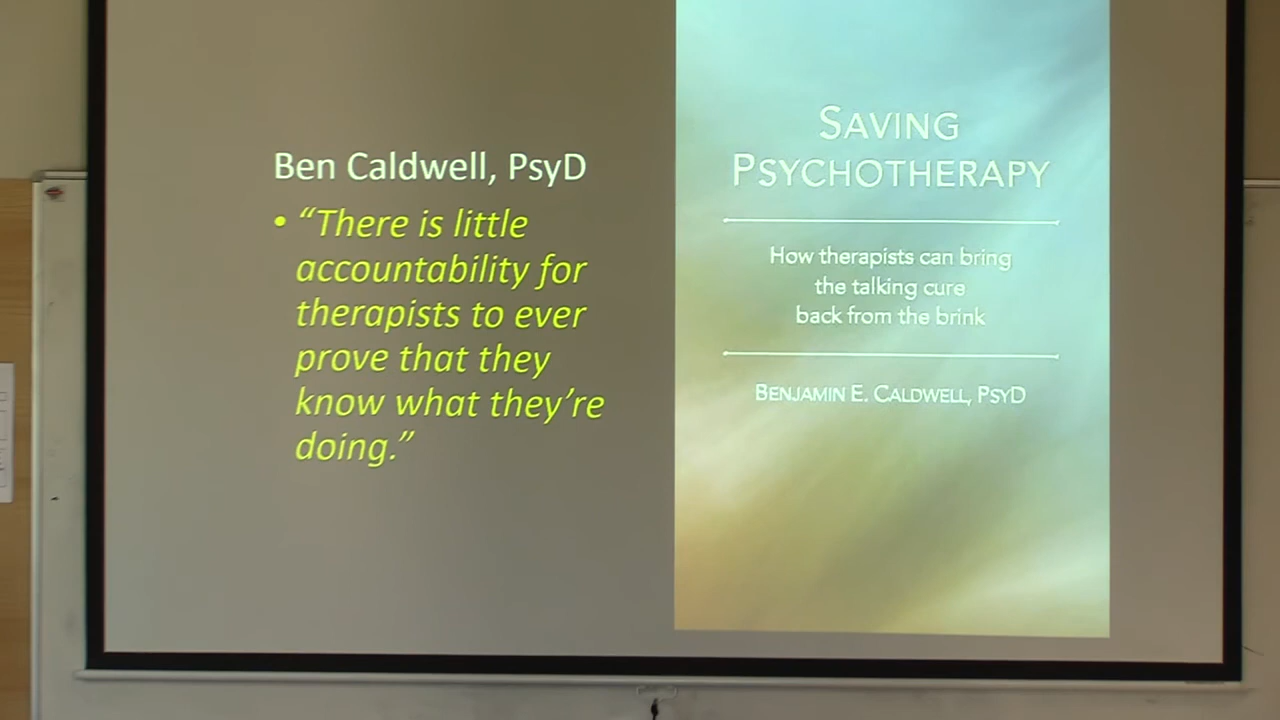 Ben Caldwell, PsyD
• “There is little
accountability for
therapists to ever
prove that they
know what they’re
doing.”
SAVING
PSYCHOTHERAPY
How therapists can bring
the talking cure
back from the brink
BENJAMIN E. CALDWELL, PSYD